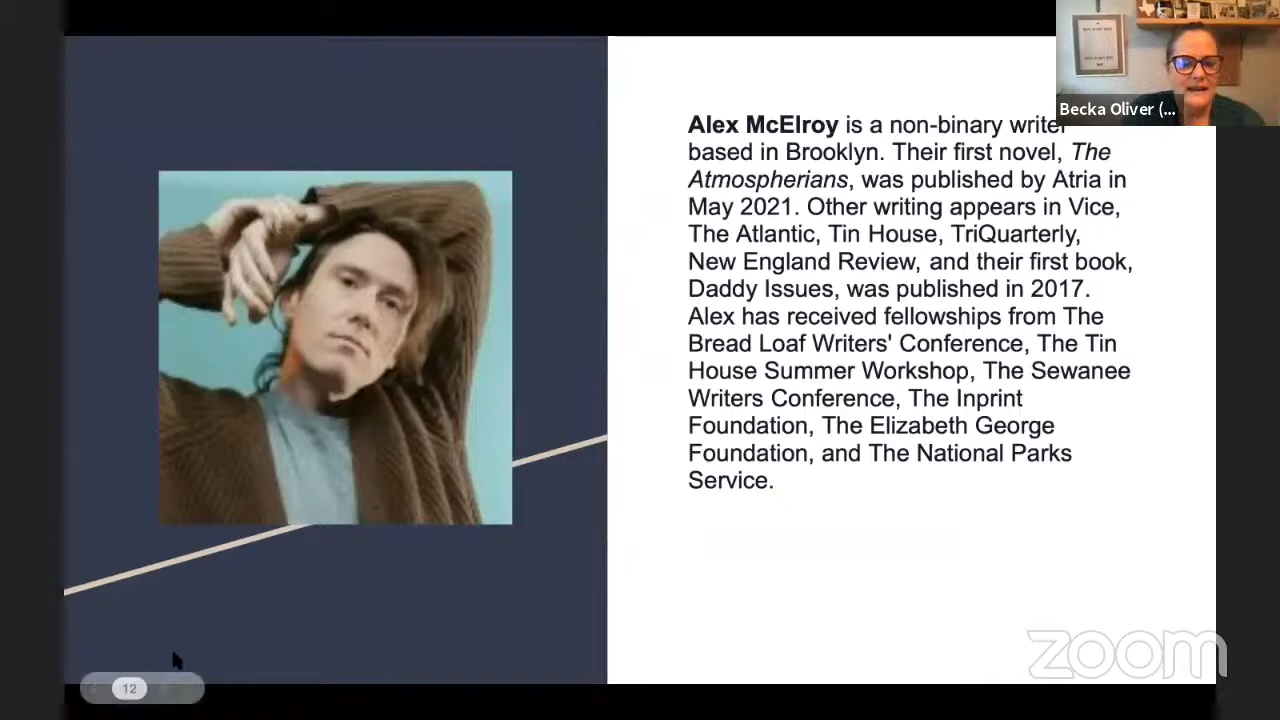 Becka Oliver (...
Alex McElroy is a non-binary writer
based in Brooklyn. Their first novel, The
Atmospherians, was published by Atria in
May 2021. Other writing appears in Vice,
The Atlantic, Tin House, TriQuarterly,
New England Review, and their first book,
Daddy Issues, was published in 2017.
Alex has received fellowships from The
Bread Loaf Writers' Conference, The Tin
House Summer Workshop, The Sewanee
Writers Conference, The Inprint
Foundation, The Elizabeth George
Foundation, and The National Parks
Service.
zoom
12